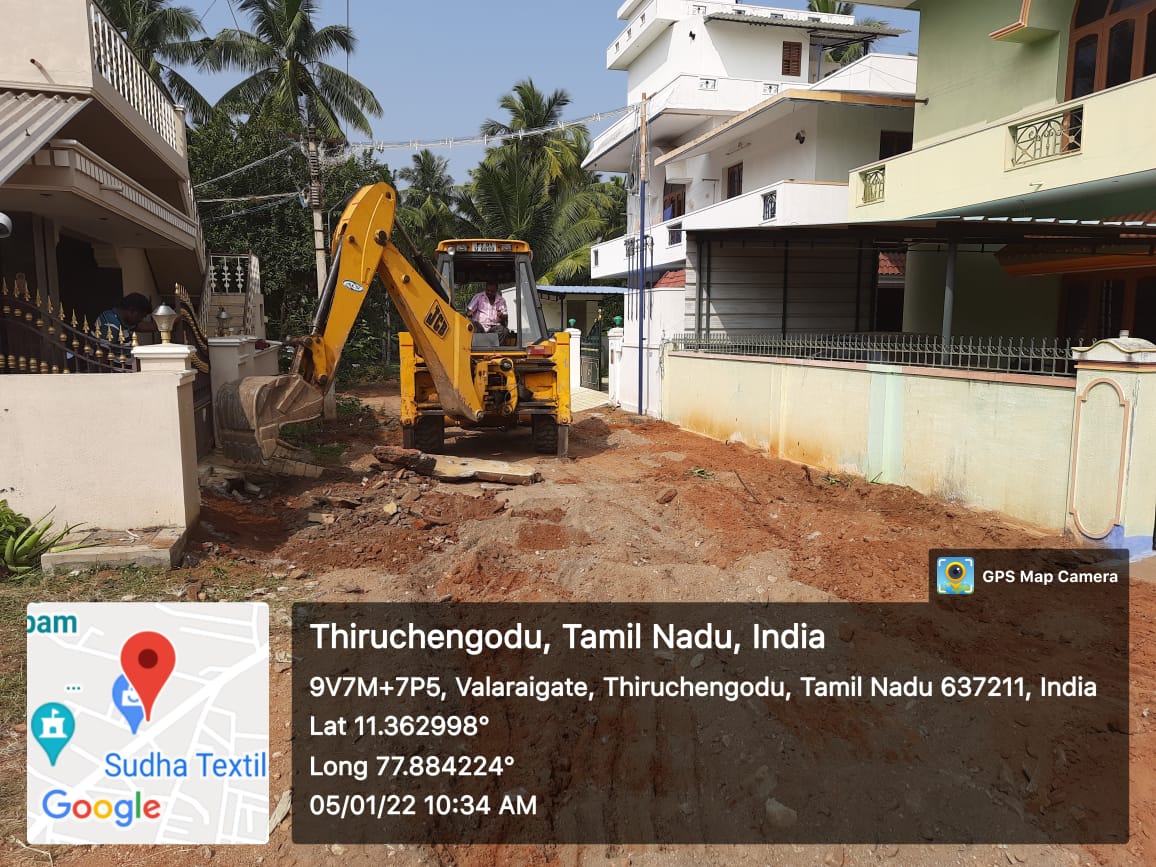 JCB
GPS Map Camera
Thiruchengodu, Tamil Nadu, India
9V7M+7P5, Valaraigate, Thiruchengodu, Tamil Nadu 637211, India
Lat 11.362998°
Long 77.884224°
05/01/22 10:34 AM
pam
Sudha Textil
Google